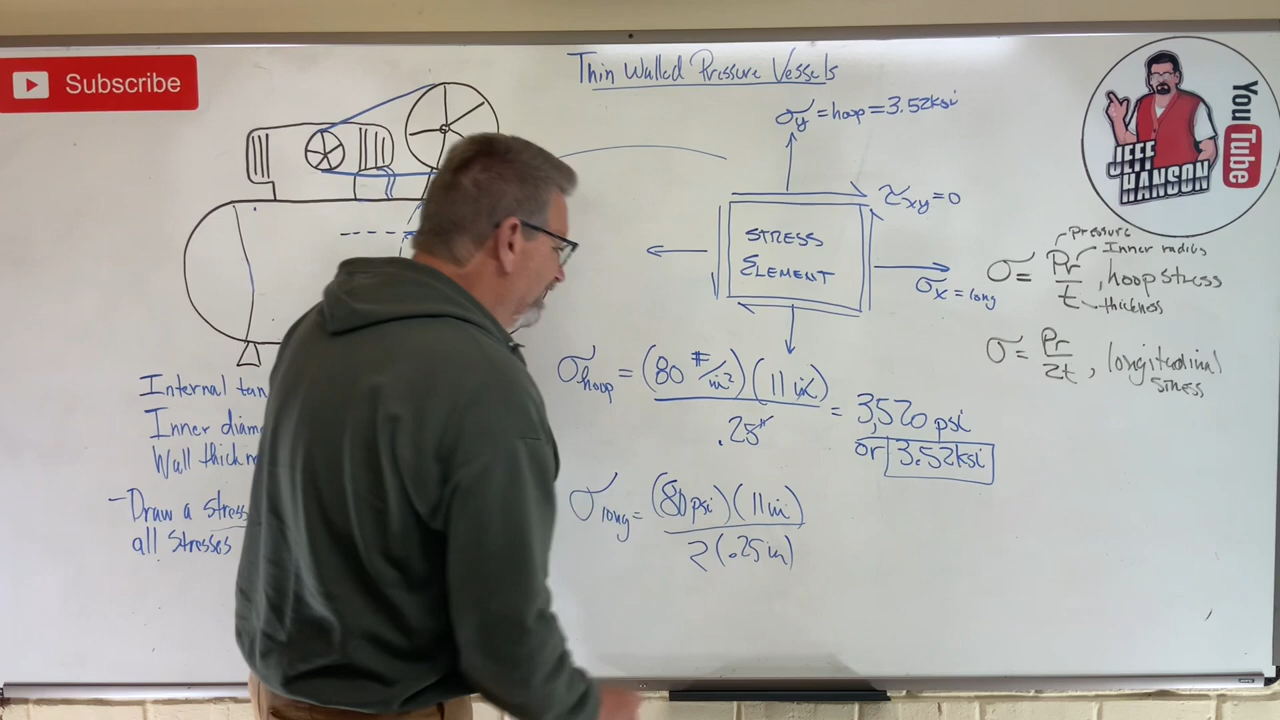 Subscribe
Thin Walled Pressure Vessels
σy = hoop = 3.52ksi
τxy = 0
STRESS
ELEMENT
σx = long
JEFF
HANSON
YouTube
pressure
Inner radius
σ = Pr/t, hoop stress
thickness
σ = Pr/2t, longitudinal
stress
σhoop = (80 #/in²)(11 in)/.25" = 3,520 psi
or 3.52ksi
σlong = (80psi)(11in)/2(.25in)
Internal tan
Inner diam
Wall thick
- Draw a stress
all stresses